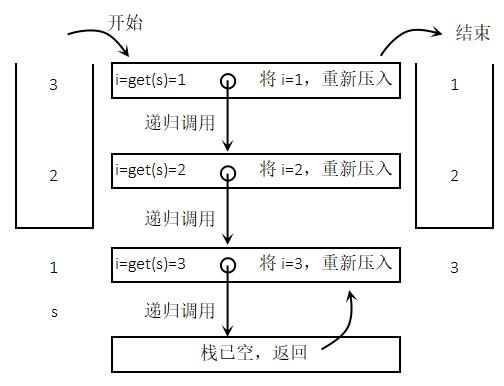 开始
结束
3
i=get(s)=1
将 i=1，重新压入
1
递归调用
2
i=get(s)=2
将 i=2，重新压入
2
递归调用
1
i=get(s)=3
将 i=3，重新压入
3
s
递归调用
栈已空，返回